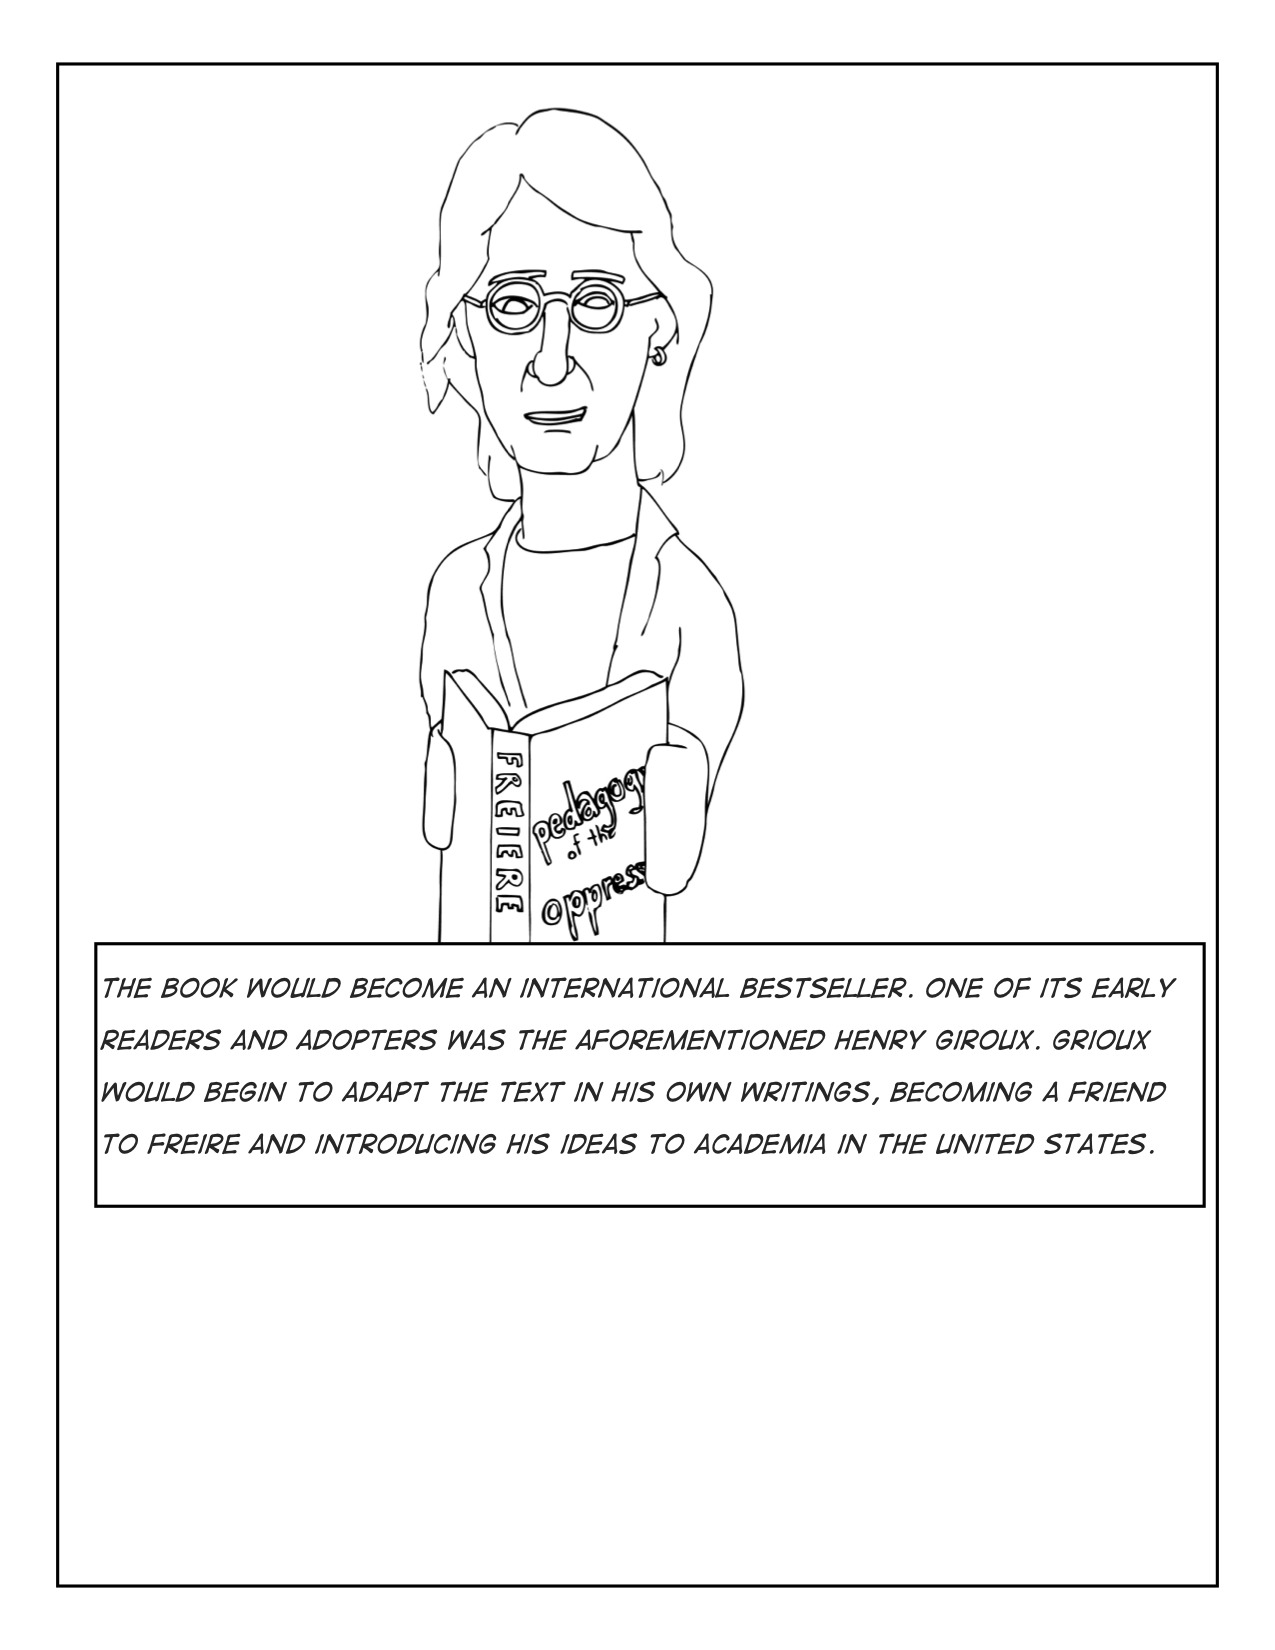 FREIERE
pedagogy
of the
oppress
THE BOOK WOULD BECOME AN INTERNATIONAL BESTSELLER. ONE OF ITS EARLY
READERS AND ADOPTERS WAS THE AFOREMENTIONED HENRY GIROUX. GRIOUX
WOULD BEGIN TO ADAPT THE TEXT IN HIS OWN WRITINGS, BECOMING A FRIEND
TO FREIRE AND INTRODUCING HIS IDEAS TO ACADEMIA IN THE UNITED STATES.